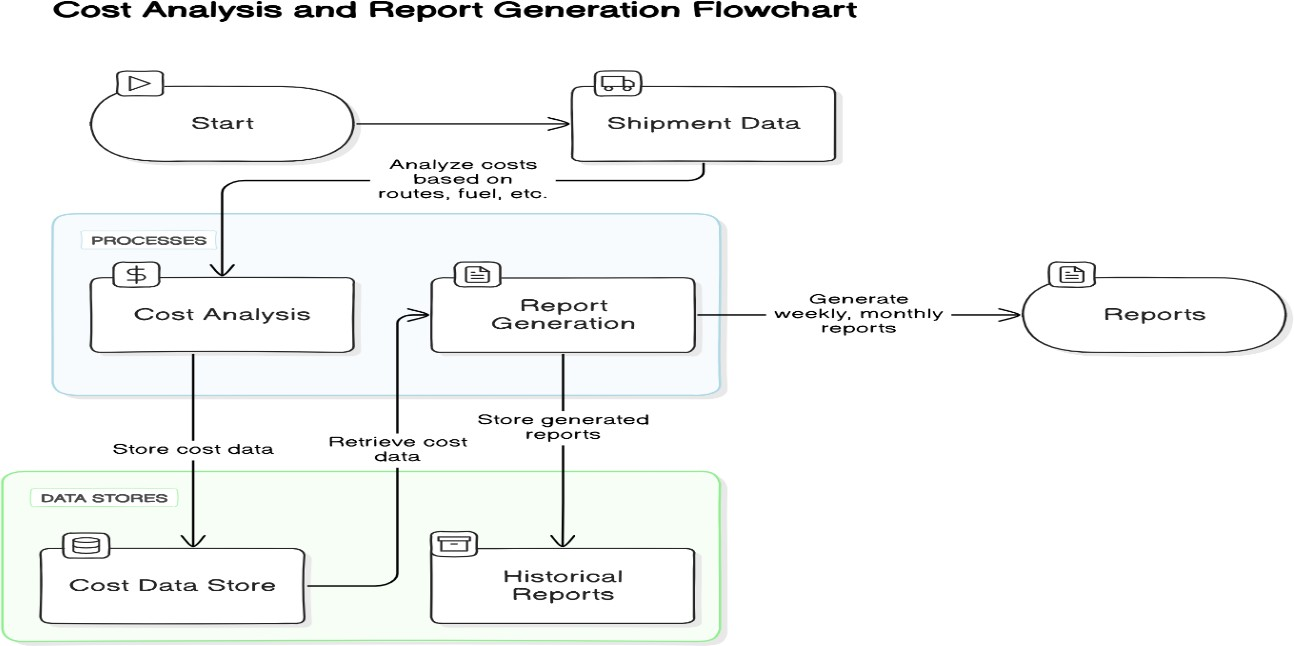 Cost Analysis and Report Generation Flowchart
Start
Shipment Data
Analyze costs
based on
routes, fuel, etc.
PROCESSES
$
Cost Analysis
Report
Generation
Generate
weekly, monthly
reports
Reports
Store cost data
Retrieve cost
data
Store generated
reports
DATA STORES
Cost Data Store
Historical
Reports